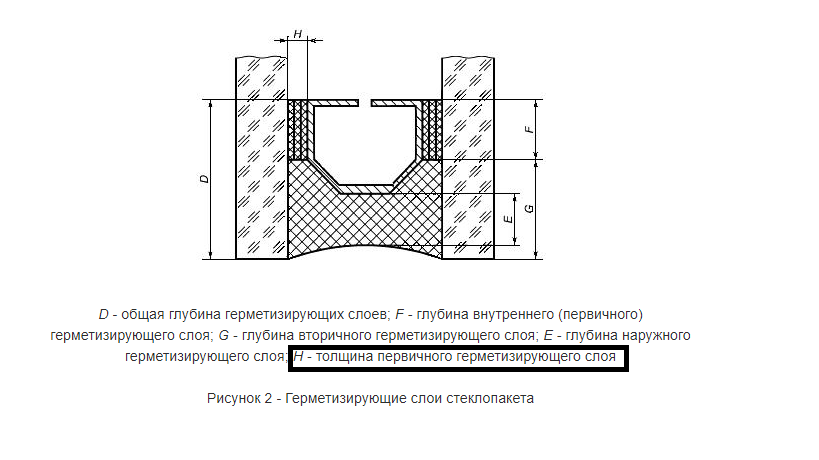 H
D
F
E
G
D - общая глубина герметизирующих слоев; F - глубина внутреннего (первичного)
герметизирующего слоя; G - глубина вторичного герметизирующего слоя; E - глубина наружного
герметизирующего слоя; H - толщина первичного герметизирующего слоя
Рисунок 2 - Герметизирующие слои стеклопакета